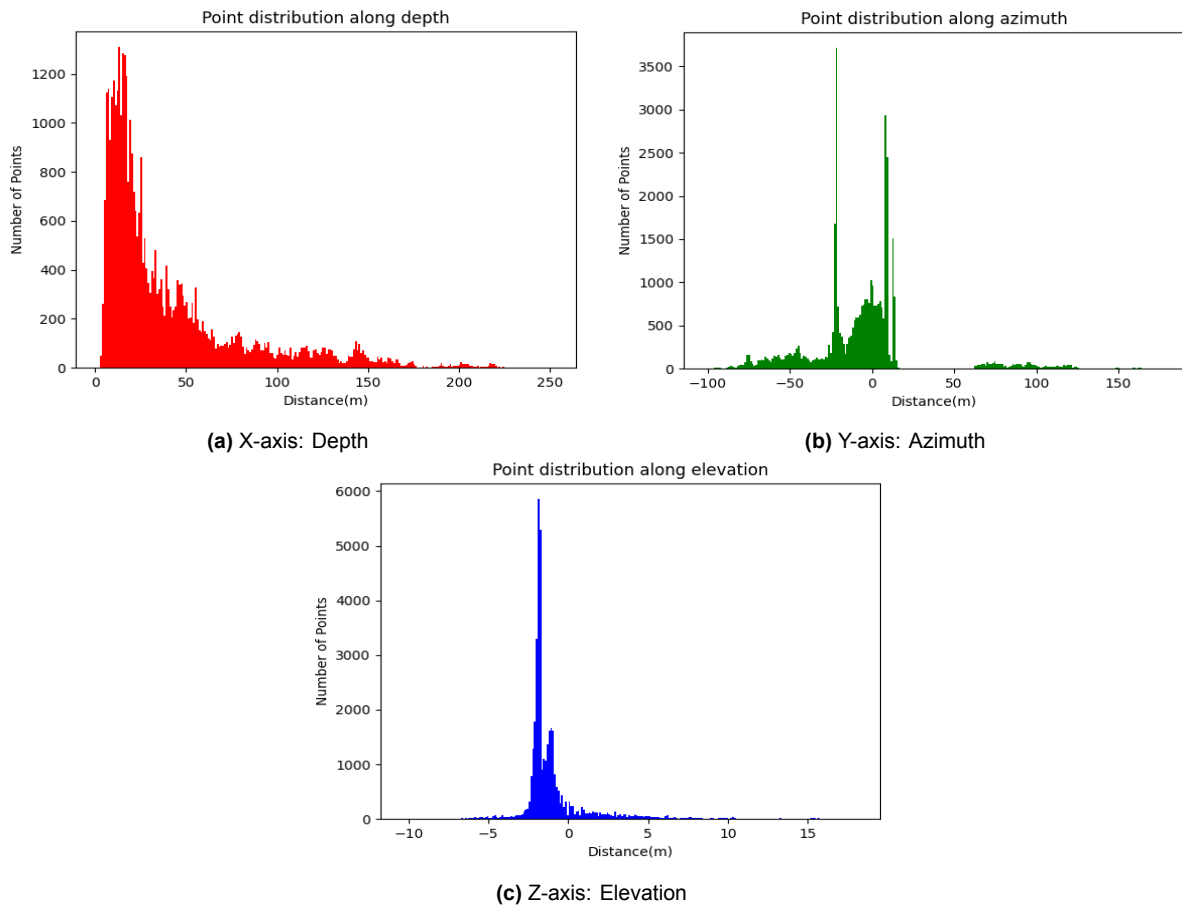 Point distribution along depth
Number of Points
1200
1000
800
600
400
200
0
0 50 100 150 200 250
Distance(m)
(a) X-axis: Depth
Point distribution along azimuth
Number of Points
3500
3000
2500
2000
1500
1000
500
0
−100 −50 0 50 100 150
Distance(m)
(b) Y-axis: Azimuth
Point distribution along elevation
Number of Points
6000
5000
4000
3000
2000
1000
0
−10 −5 0 5 10 15
Distance(m)
(c) Z-axis: Elevation